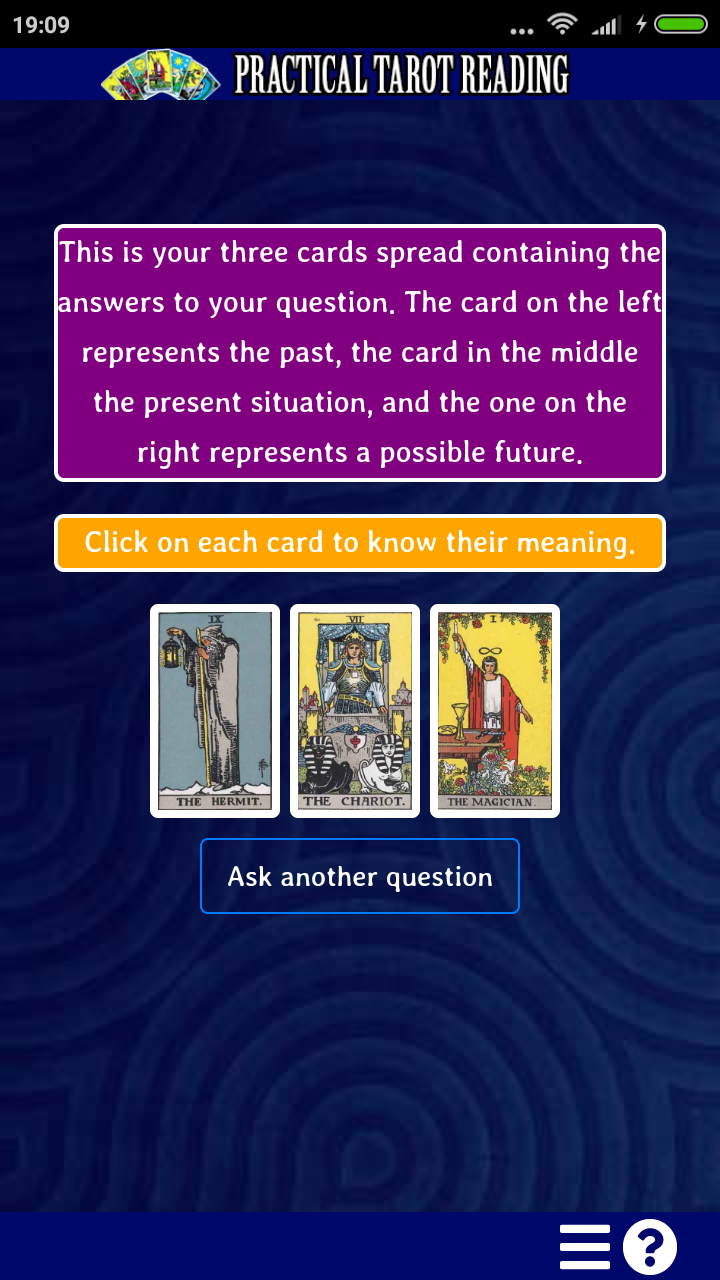 19:09
PRACTICAL TAROT READING
This is your three cards spread containing the
answers to your question. The card on the left
represents the past, the card in the middle
the present situation, and the one on the
right represents a possible future.
Click on each card to know their meaning.
IX
VII
I
THE HERMIT.
THE CHARIOT.
THE MAGICIAN.
Ask another question
?